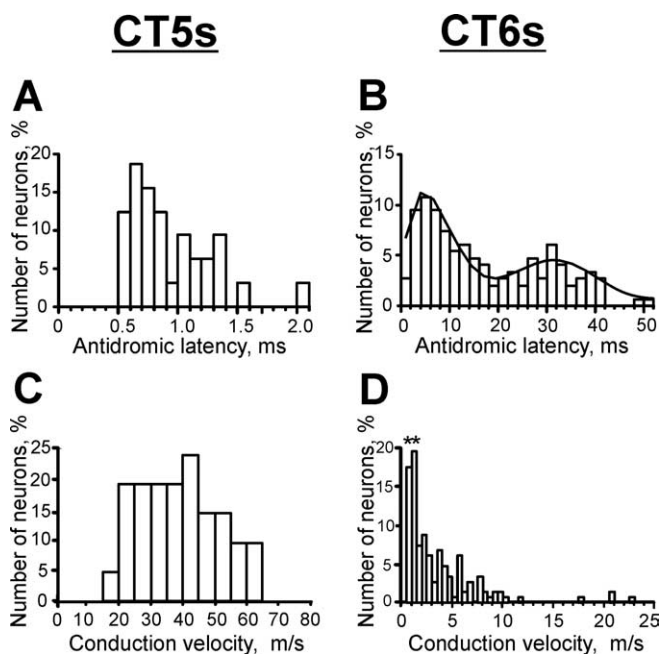 CT5s
CT6s
A
Number of neurons, %
20
15
10
5
0
0 0.5 1.0 1.5 2.0
Antidromic latency, ms
B
Number of neurons, %
15
10
5
0
0 10 20 30 40 50
Antidromic latency, ms
C
Number of neurons, %
25
20
15
10
5
0
0 10 20 30 40 50 60 70 80
Conduction velocity, m/s
D
Number of neurons, %
**
20
15
10
5
0
0 5 10 15 20 25
Conduction velocity, m/s